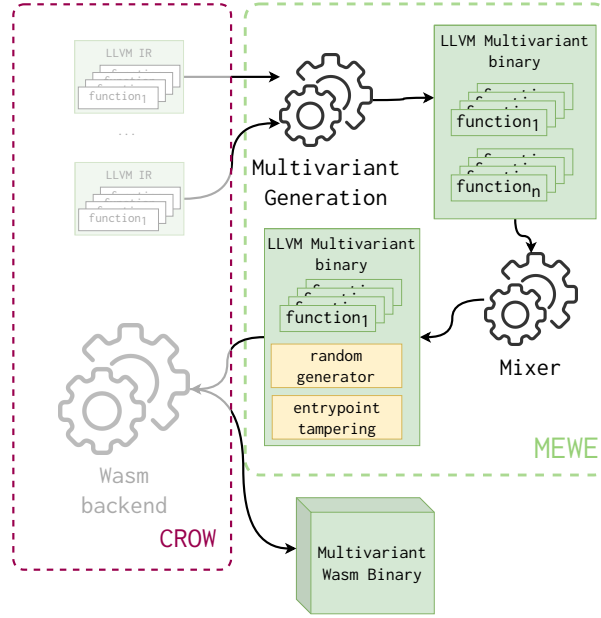 LLVM IR
function₁
...
LLVM IR
function₁
Multivariant
Generation
LLVM Multivariant
binary
function₁
functionₙ
Mixer
LLVM Multivariant
binary
function₁
random
generator
entrypoint
tampering
MEWE
Wasm
backend
CROW
Multivariant
Wasm Binary